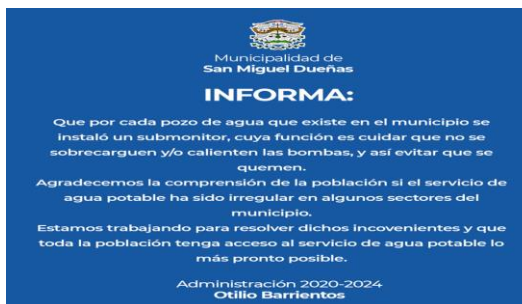 Municipalidad de
San Miguel Dueñas
INFORMA:
Que por cada pozo de agua que existe en el municipio se
instaló un submonitor, cuya función es cuidar que no se
sobrecarguen y/o calienten las bombas, y así evitar que se
quemen.
Agradecemos la comprensión de la población si el servicio de
agua potable ha sido irregular en algunos sectores del
municipio.
Estamos trabajando para resolver dichos incovenientes y que
toda la población tenga acceso al servicio de agua potable lo
más pronto posible.
Administración 2020-2024
Otilio Barrientos